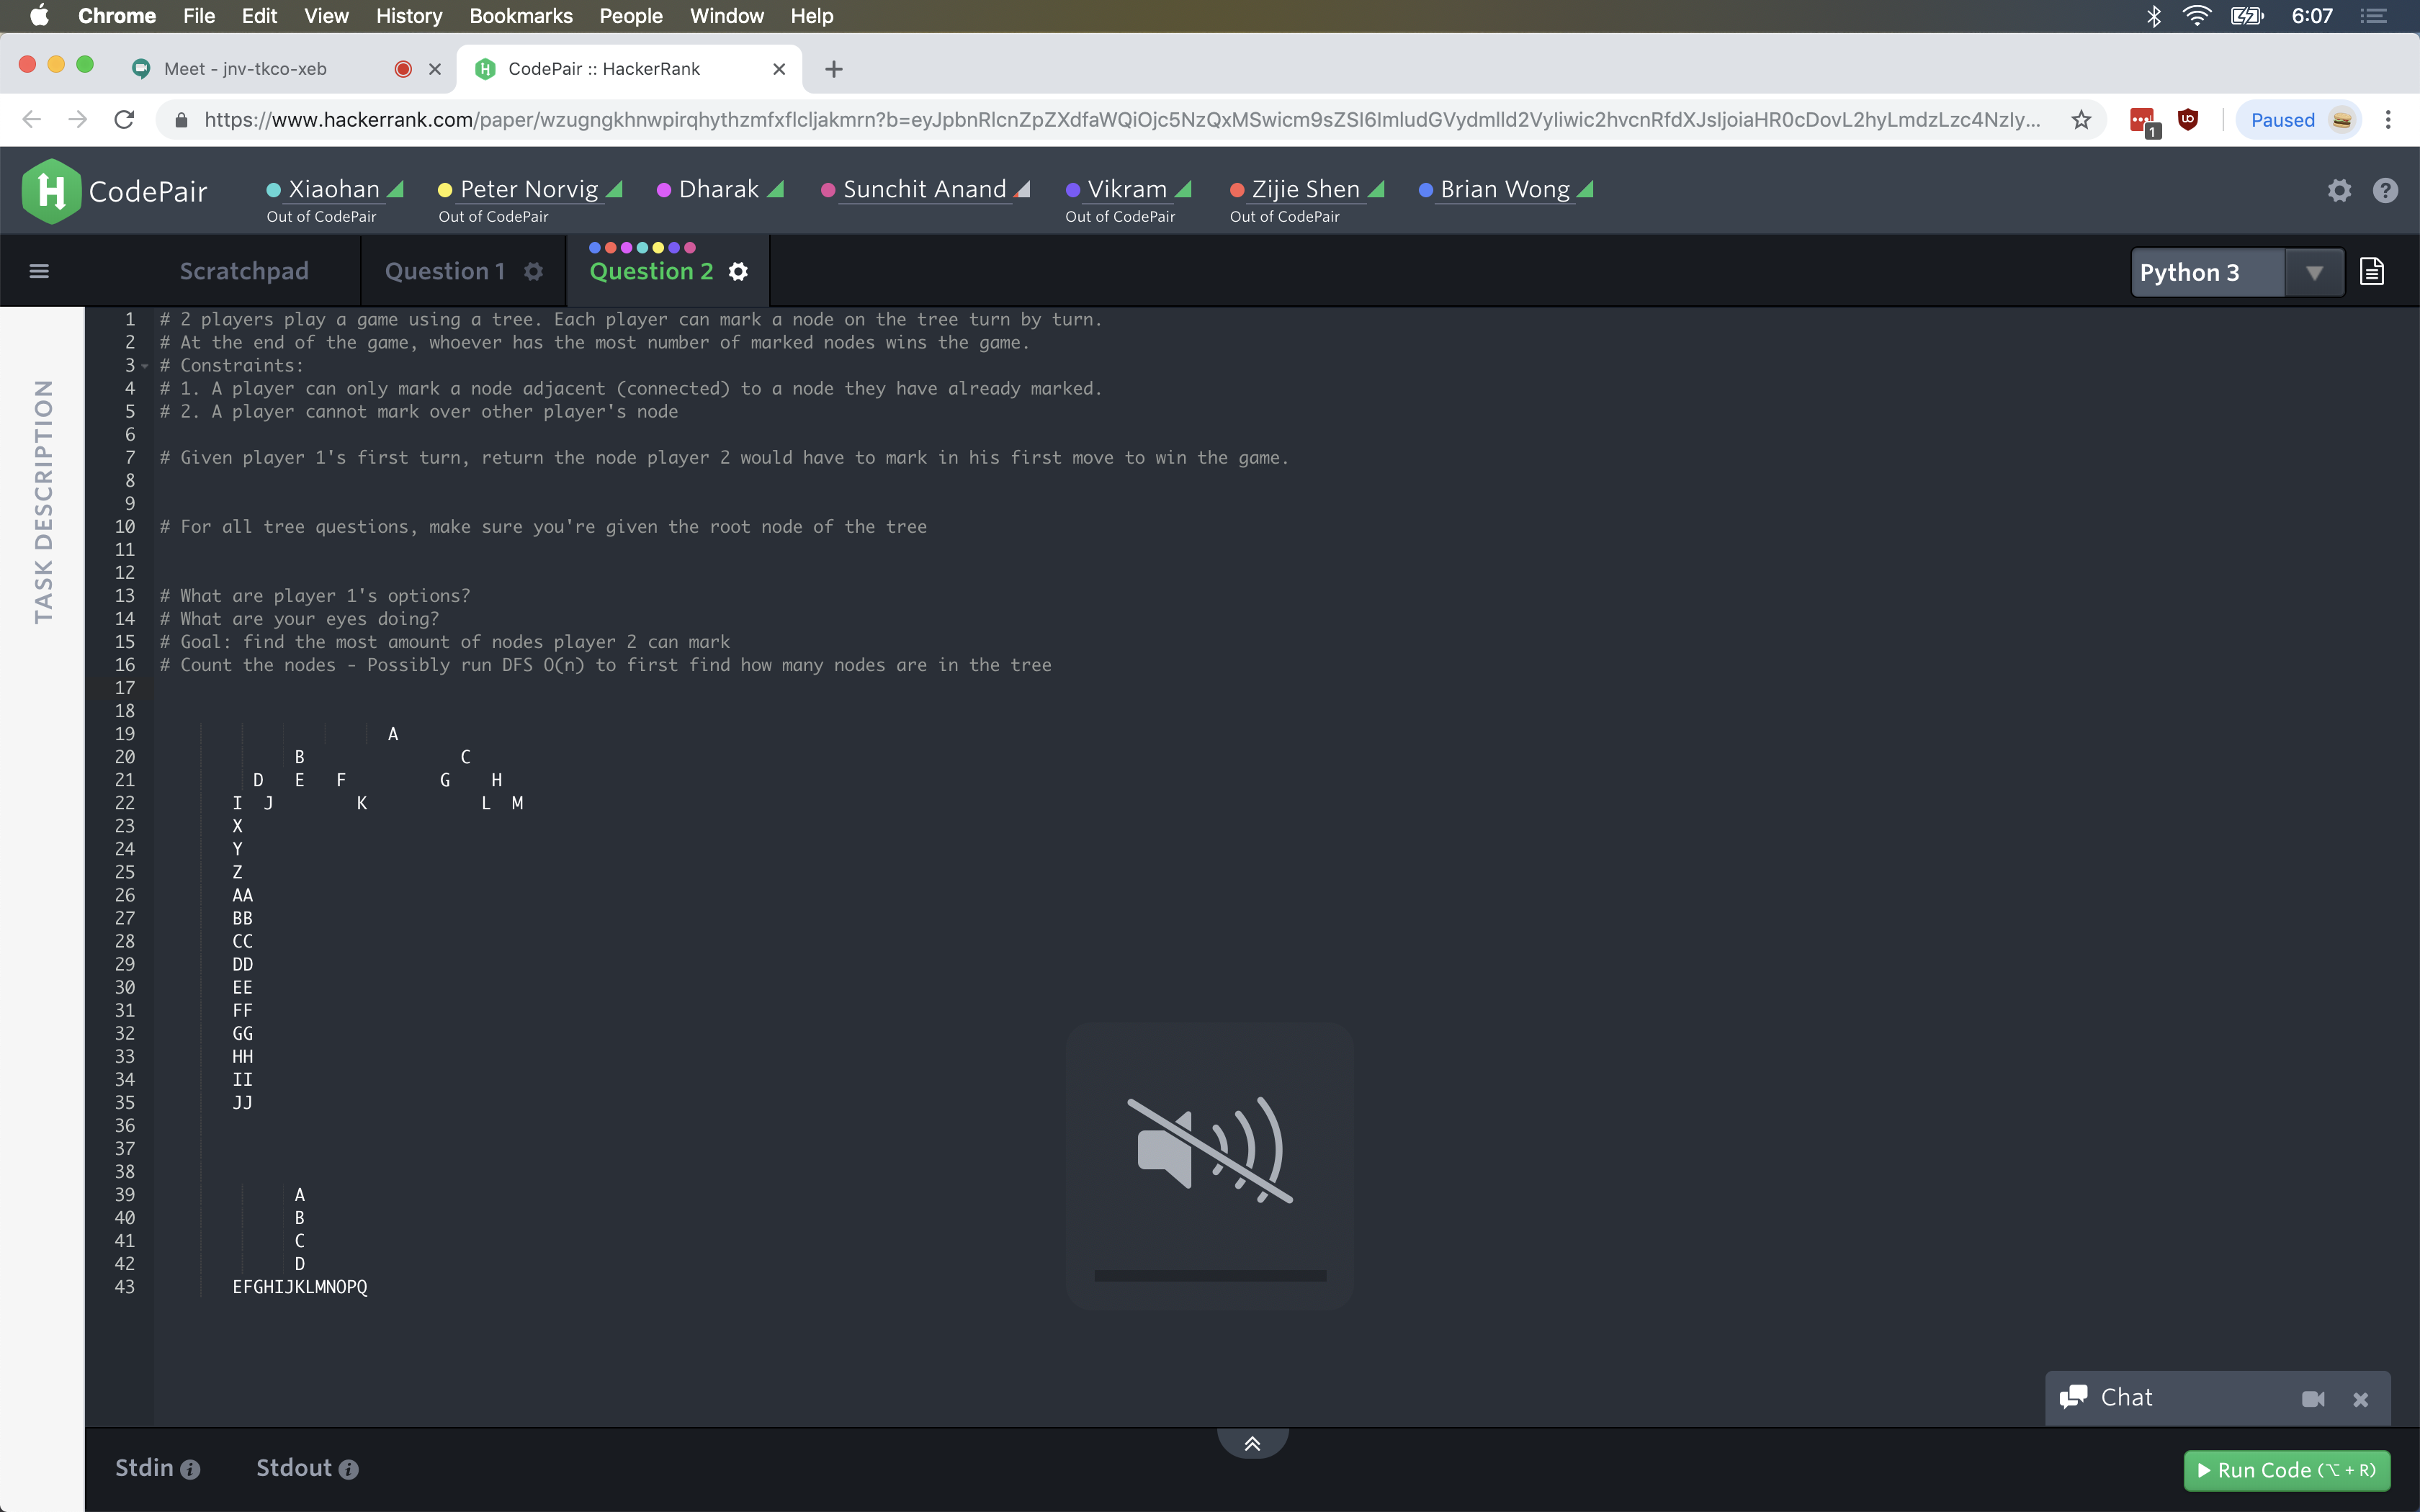 Chrome File Edit View History Bookmarks People Window Help 6:07
Meet - jnv-tkco-xeb CodePair :: HackerRank
https://www.hackerrank.com/paper/wzugngkhnwpirqhythzmfxflcljakmrn?b=eyJpbnRlcnZpZXdfaWQiOjc5NzQxMSwicm9sZSI6ImludGVydmlld2VyIiwic2hvcnRfdXJsIjoiaHR0cDovL2hyLmdzLzc4NzIy... 1 Paused
CodePair Xiaohan Peter Norvig Dharak Sunchit Anand Vikram Zijie Shen Brian Wong
Out of CodePair Out of CodePair Out of CodePair Out of CodePair
Scratchpad Question 1 Question 2 Python 3
TASK DESCRIPTION
1 # 2 players play a game using a tree. Each player can mark a node on the tree turn by turn.
2 # At the end of the game, whoever has the most number of marked nodes wins the game.
3 # Constraints:
4 # 1. A player can only mark a node adjacent (connected) to a node they have already marked.
5 # 2. A player cannot mark over other player's node
6
7 # Given player 1's first turn, return the node player 2 would have to mark in his first move to win the game.
8
9
10 # For all tree questions, make sure you're given the root node of the tree
11
12
13 # What are player 1's options?
14 # What are your eyes doing?
15 # Goal: find the most amount of nodes player 2 can mark
16 # Count the nodes - Possibly run DFS O(n) to first find how many nodes are in the tree
17
18
19 A
20 B C
21 D E F G H
22 I J K L M
23 X
24 Y
25 Z
26 AA
27 BB
28 CC
29 DD
30 EE
31 FF
32 GG
33 HH
34 II
35 JJ
36
37
38
39 A
40 B
41 C
42 D
43 EFGHIJKLMNOPQ
Chat
Stdin Stdout Run Code (⌥ + R)